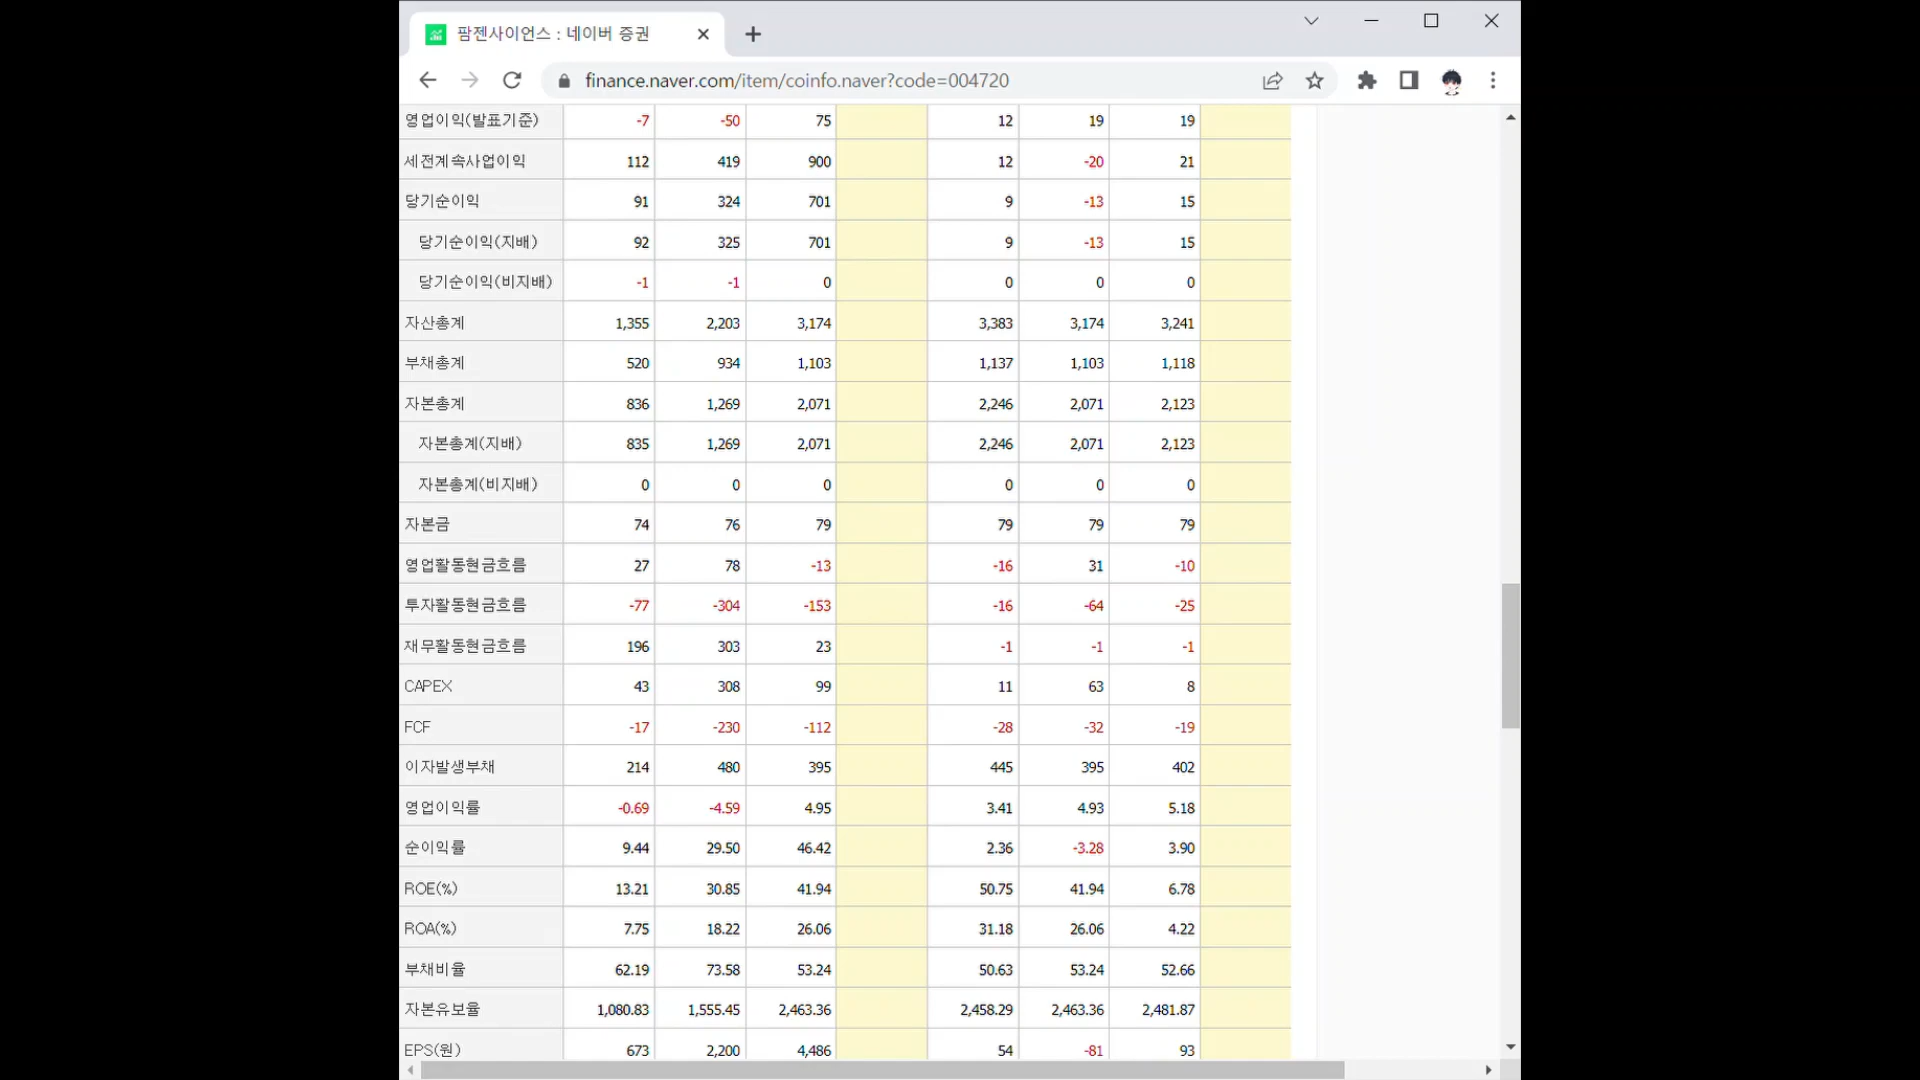 팜젠사이언스 : 네이버 증권
finance.naver.com/item/coinfo.naver?code=004720
영업이익(발표기준) -7 -50 75 12 19 19
세전계속사업이익 112 419 900 12 -20 21
당기순이익 91 324 701 9 -13 15
당기순이익(지배) 92 325 701 9 -13 15
당기순이익(비지배) -1 -1 0 0 0 0
자산총계 1,355 2,203 3,174 3,383 3,174 3,241
부채총계 520 934 1,103 1,137 1,103 1,118
자본총계 836 1,269 2,071 2,246 2,071 2,123
자본총계(지배) 835 1,269 2,071 2,246 2,071 2,123
자본총계(비지배) 0 0 0 0 0 0
자본금 74 76 79 79 79 79
영업활동현금흐름 27 78 -13 -16 31 -10
투자활동현금흐름 -77 -304 -153 -16 -64 -25
재무활동현금흐름 196 303 23 -1 -1 -1
CAPEX 43 308 99 11 63 8
FCF -17 -230 -112 -28 -32 -19
이자발생부채 214 480 395 445 395 402
영업이익률 -0.69 -4.59 4.95 3.41 4.93 5.18
순이익률 9.44 29.50 46.42 2.36 -3.28 3.90
ROE(%) 13.21 30.85 41.94 50.75 41.94 6.78
ROA(%) 7.75 18.22 26.06 31.18 26.06 4.22
부채비율 62.19 73.58 53.24 50.63 53.24 52.66
자본유보율 1,080.83 1,555.45 2,463.36 2,458.29 2,463.36 2,481.87
EPS(원) 673 2,200 4,486 54 -81 93